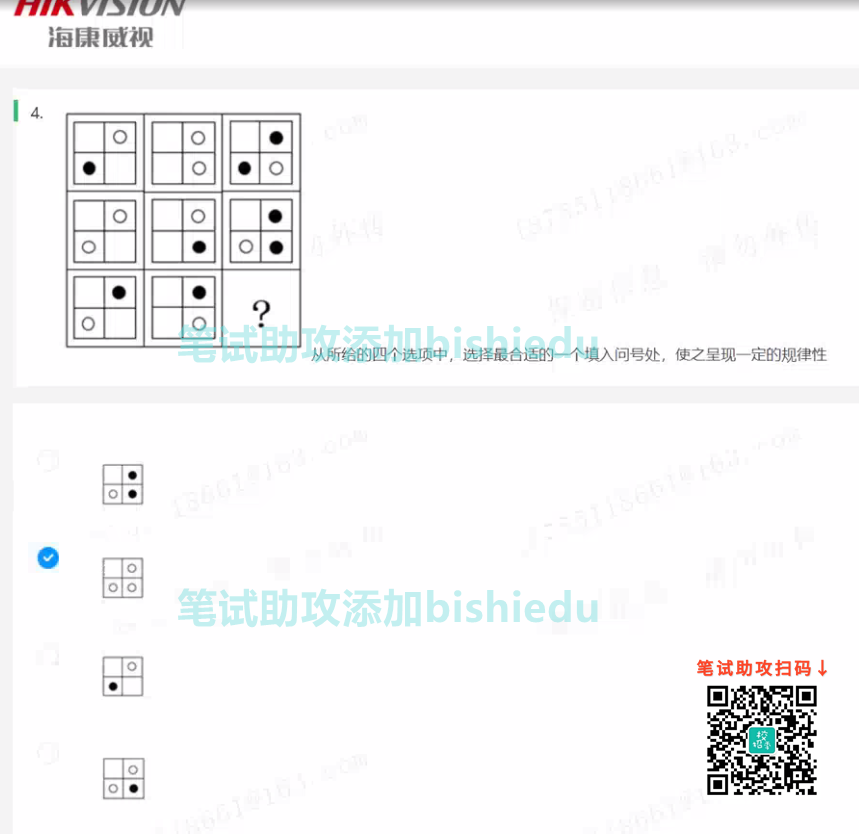 HIKVISION
海康威视
4.
?
从所给的四个选项中，选择最合适的一个填入问号处，使之呈现一定的规律性
笔试助攻添加bishiedu
笔试助攻添加bishiedu
笔试助攻扫码↓